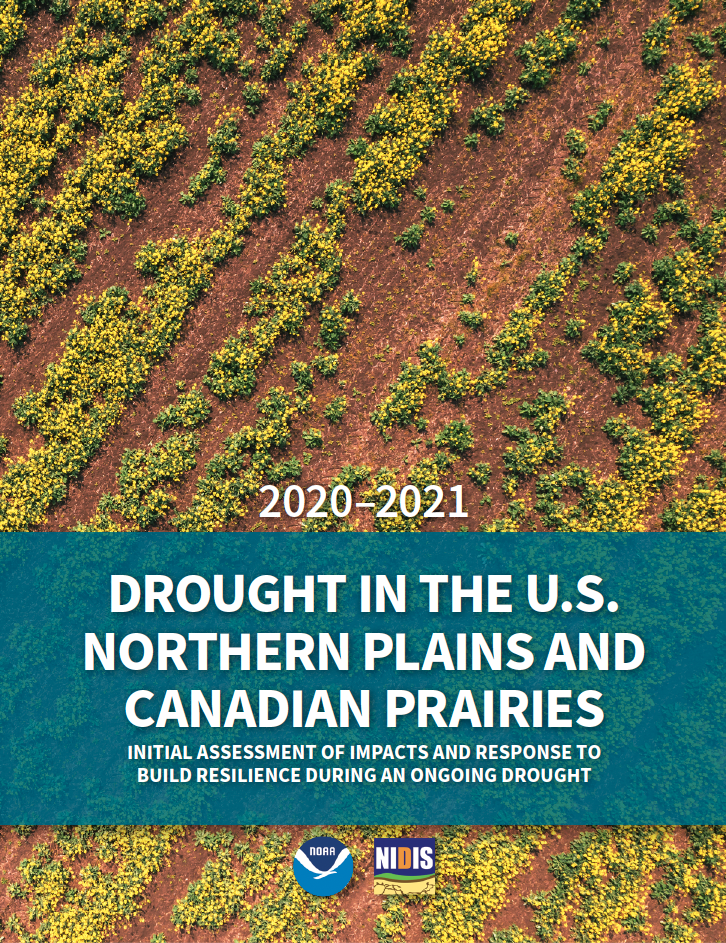 2020–2021
DROUGHT IN THE U.S.
NORTHERN PLAINS AND
CANADIAN PRAIRIES
INITIAL ASSESSMENT OF IMPACTS AND RESPONSE TO
BUILD RESILIENCE DURING AN ONGOING DROUGHT
NOAA
NIDIS